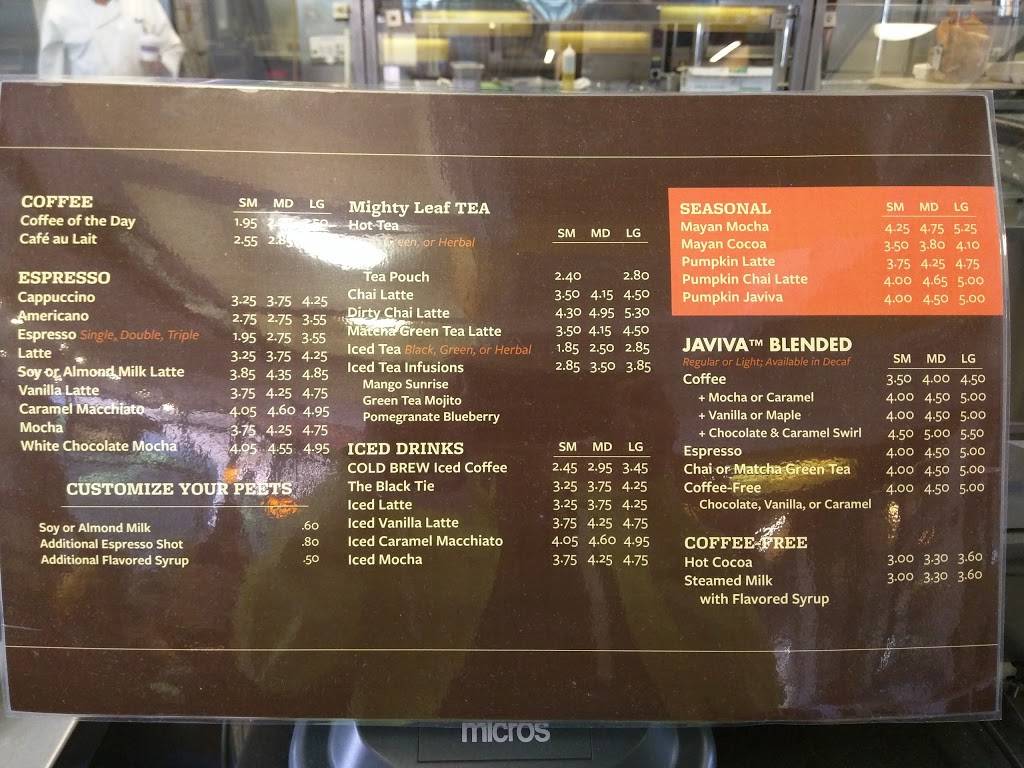 COFFEE SM MD LG
Coffee of the Day 1.95
Café au Lait 2.55 2.85
ESPRESSO
Cappuccino 3.25 3.75 4.25
Americano 2.75 2.75 3.55
Espresso Single, Double, Triple 1.95 2.75 3.55
Latte 3.25 3.75 4.25
Soy or Almond Milk Latte 3.85 4.35 4.85
Vanilla Latte 3.75 4.25 4.75
Caramel Macchiato 4.05 4.60 4.95
Mocha 3.75 4.25 4.75
White Chocolate Mocha 4.05 4.55 4.95
CUSTOMIZE YOUR PEETS
Soy or Almond Milk .60
Additional Espresso Shot .80
Additional Flavored Syrup .50
Mighty Leaf TEA
Hot Tea SM MD LG
Green, or Herbal
Tea Pouch 2.40 2.80
Chai Latte 3.50 4.15 4.50
Dirty Chai Latte 4.30 4.95 5.30
Matcha Green Tea Latte 3.50 4.15 4.50
Iced Tea Black, Green, or Herbal 1.85 2.50 2.85
Iced Tea Infusions 2.85 3.50 3.85
Mango Sunrise
Green Tea Mojito
Pomegranate Blueberry
ICED DRINKS SM MD LG
COLD BREW Iced Coffee 2.45 2.95 3.45
The Black Tie 3.25 3.75 4.25
Iced Latte 3.25 3.75 4.25
Iced Vanilla Latte 3.75 4.25 4.75
Iced Caramel Macchiato 4.05 4.60 4.95
Iced Mocha 3.75 4.25 4.75
SEASONAL SM MD LG
Mayan Mocha 4.25 4.75 5.25
Mayan Cocoa 3.50 3.80 4.10
Pumpkin Latte 3.75 4.25 4.75
Pumpkin Chai Latte 4.00 4.65 5.00
Pumpkin Javiva 4.00 4.50 5.00
JAVIVA™ BLENDED
Regular or Light; Available in Decaf SM MD LG
Coffee 3.50 4.00 4.50
+ Mocha or Caramel 4.00 4.50 5.00
+ Vanilla or Maple 4.00 4.50 5.00
+ Chocolate & Caramel Swirl 4.50 5.00 5.50
Espresso 4.00 4.50 5.00
Chai or Matcha Green Tea 4.00 4.50 5.00
Coffee-Free 4.00 4.50 5.00
Chocolate, Vanilla, or Caramel
COFFEE-FREE
Hot Cocoa 3.00 3.30 3.60
Steamed Milk 3.00 3.30 3.60
with Flavored Syrup
micros